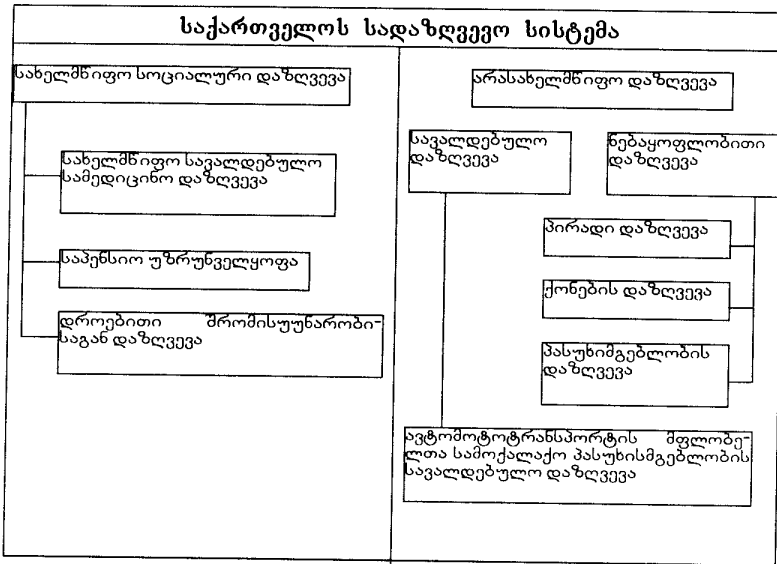 საქართველოს სადაზღვევო სისტემა
სახელმწიფო სოციალური დაზღვევა
სახელმწიფო სავალდებულო
სამედიცინო დაზღვევა
საპენსიო უზრუნველყოფა
დროებითი შრომისუუნარობი-
საგან დაზღვევა
არასახელმწიფო დაზღვევა
სავალდებულო
დაზღვევა
ნებაყოფლობითი
დაზღვევა
პირადი დაზღვევა
ქონების დაზღვევა
პასუხიმგებლობის
დაზღვევა
ავტომოტოტრანსპორტის მფლობე-
ლთა სამოქალაქო პასუხისმგებლობის
სავალდებულო დაზღვევა